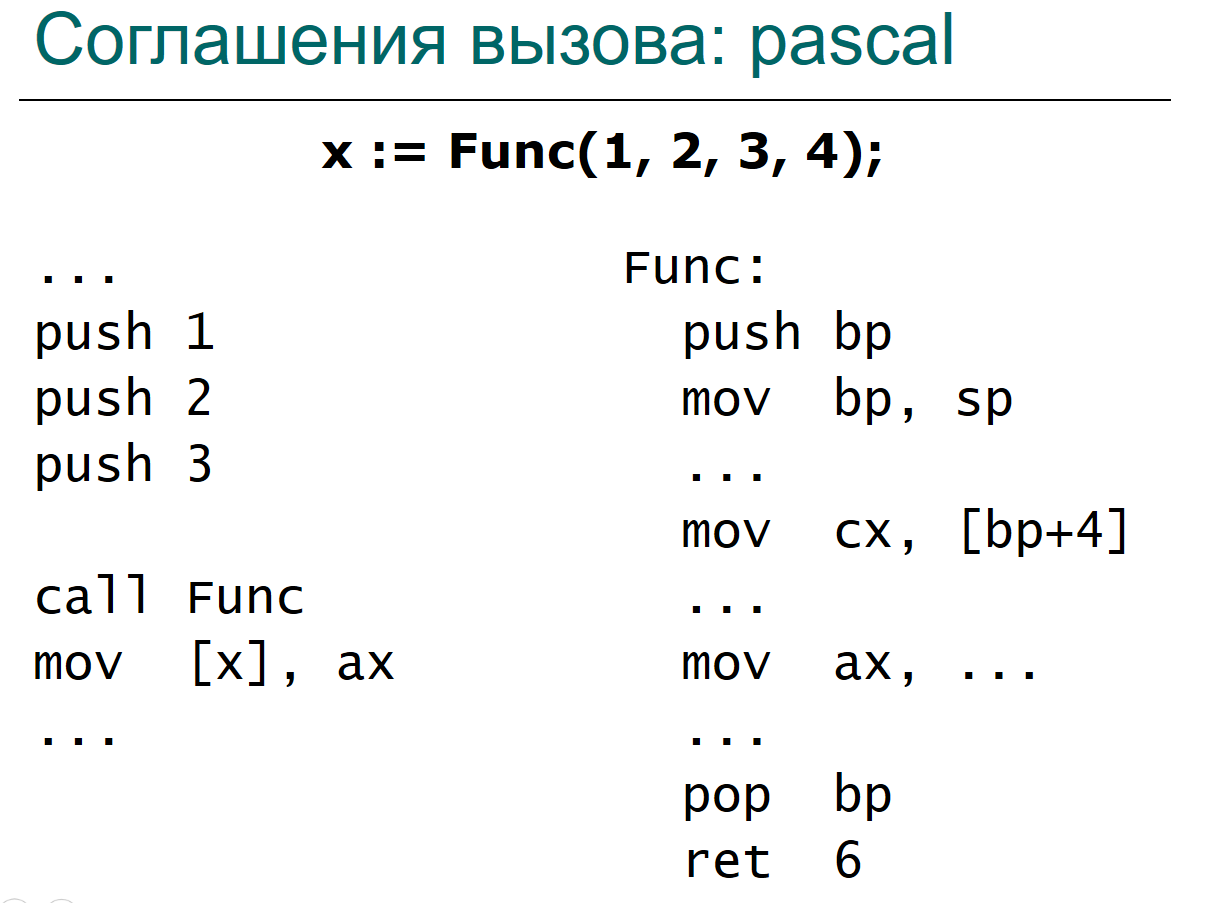 Соглашения вызова: pascal
x := Func(1, 2, 3, 4);
...
push 1
push 2
push 3
call Func
mov [x], ax
...
Func:
push bp
mov bp, sp
...
mov cx, [bp+4]
...
mov ax, ...
...
pop bp
ret 6